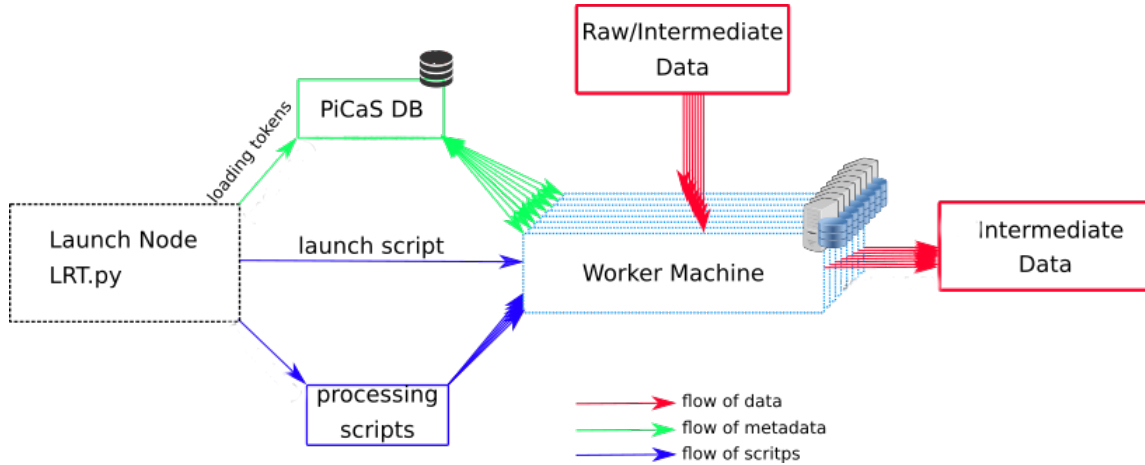 Raw/Intermediate
Data
PiCaS DB
loading tokens
Launch Node
LRT.py
launch script
Worker Machine
Intermediate
Data
processing
scripts
flow of data
flow of metadata
flow of scritps